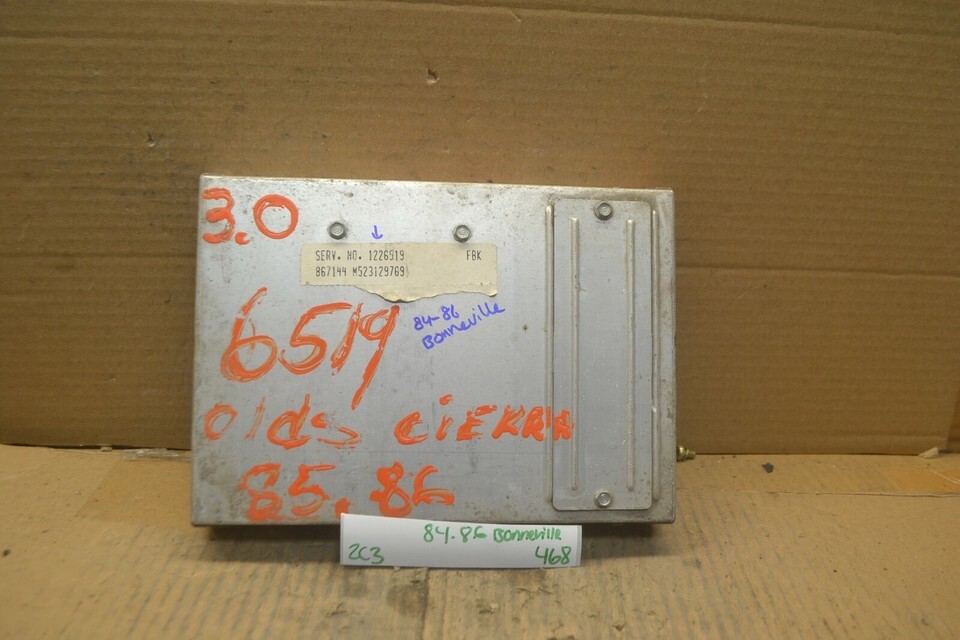 3.0
SERV. NO. 1226519 FBK
867144 M523129769
6519
84-86
Bonneville
Olds CiERRA
85.86
84.86 Bonneville
2C3 468